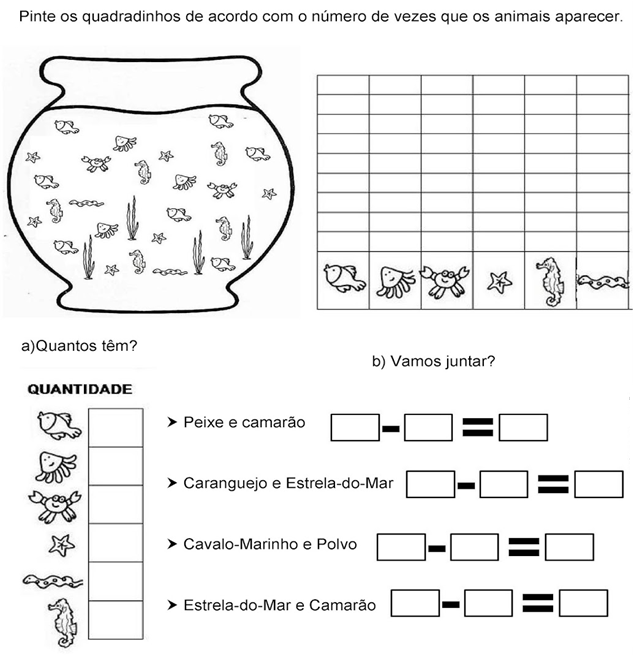 Pinte os quadradinhos de acordo com o número de vezes que os animais aparecer.
a)Quantos têm?
QUANTIDADE
b) Vamos juntar?
➤ Peixe e camarão
➤ Caranguejo e Estrela-do-Mar
➤ Cavalo-Marinho e Polvo
➤ Estrela-do-Mar e Camarão